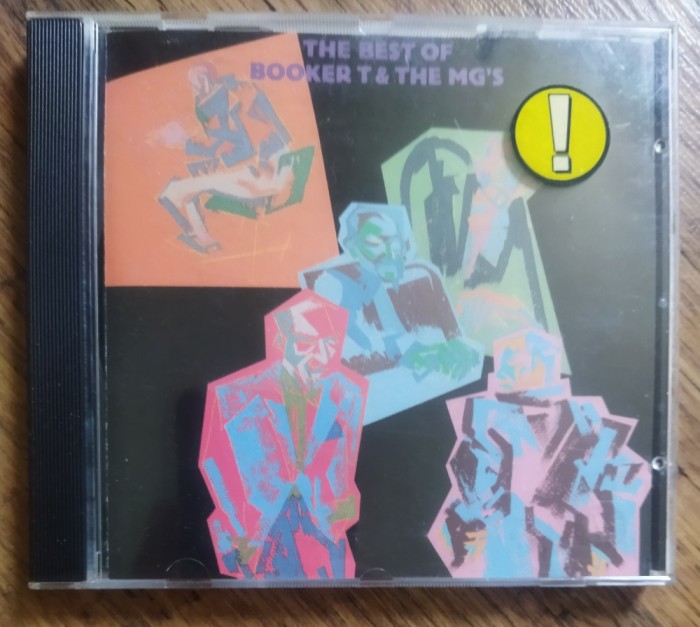 THE BEST OF
BOOKER T & THE MG'S
!